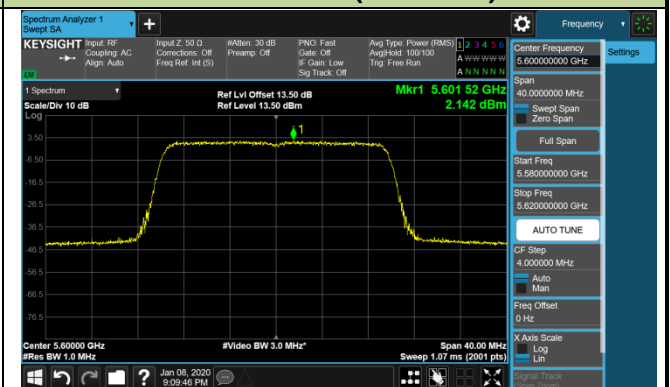 Spectrum Analyzer 1
Swept SA
Frequency
KEYSIGHT Input: RF
Coupling: AC
Align: Auto
Input Z: 50 Ω
Corrections: Off
Freq Ref: Int (S)
#Atten: 30 dB
Preamp: Off
PNO: Fast
Gate: Off
IF Gain: Low
Sig Track: Off
Avg Type: Power (RMS)
Avg|Hold: 100/100
Trig: Free Run
1 2 3 4 5 6
A W W W W W
A N N N N N
LXI
1 Spectrum
Scale/Div 10 dB
Log
Ref Lvl Offset 13.50 dB
Ref Level 13.50 dBm
Mkr1 5.601 52 GHz
2.142 dBm
1
3.50
-6.50
-16.5
-26.5
-36.5
-46.5
-56.5
-66.5
-76.5
Center 5.60000 GHz
#Res BW 1.0 MHz
#Video BW 3.0 MHz*
Span 40.00 MHz
Sweep 1.07 ms (2001 pts)
Center Frequency
5.600000000 GHz
Settings
Span
40.0000000 MHz
Swept Span
Zero Span
Full Span
Start Freq
5.580000000 GHz
Stop Freq
5.620000000 GHz
AUTO TUNE
CF Step
4.000000 MHz
Auto
Man
Freq Offset
0 Hz
X Axis Scale
Log
Lin
Signal Track
(Span Zoom)
?
Jan 08, 2020
9:09:46 PM